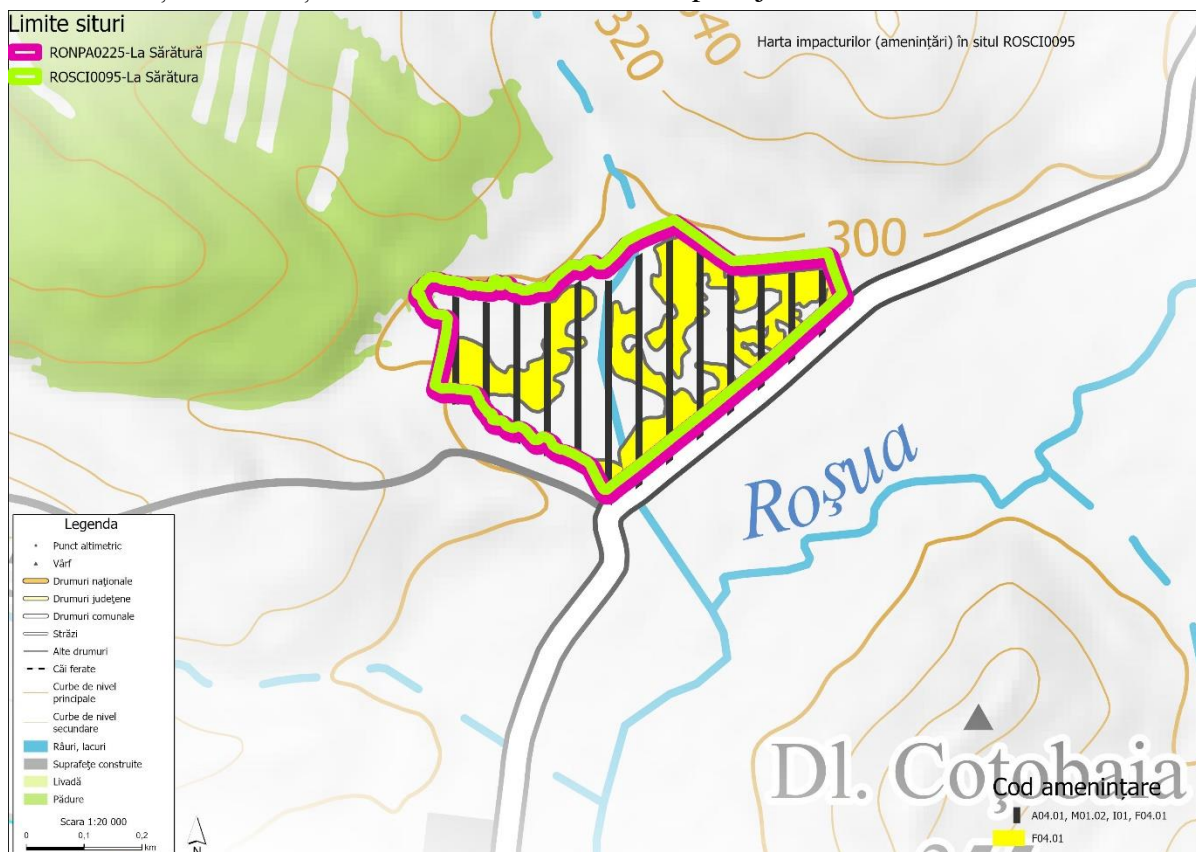 Limite situri
RONPA0225-La Sărătură
ROSCI0095-La Sărătura
Harta impacturilor (amenințări) în situl ROSCI0095
320
340
300
Roşua
Dl. Coţobaia
Legenda
Punct altimetric
Vârf
Drumuri naționale
Drumuri județene
Drumuri comunale
Străzi
Alte drumuri
Căi ferate
Curbe de nivel
principale
Curbe de nivel
secundare
Râuri, lacuri
Suprafețe construite
Livadă
Pădure
Scara 1:20 000
0 0,1 0,2
km
N
Cod amenințare
A04.01, M01.02, I01, F04.01
F04.01